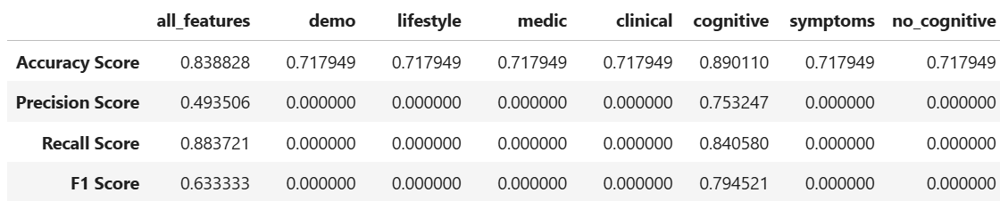 all_features demo lifestyle medic clinical cognitive symptoms no_cognitive
Accuracy Score 0.838828 0.717949 0.717949 0.717949 0.717949 0.890110 0.717949 0.717949
Precision Score 0.493506 0.000000 0.000000 0.000000 0.000000 0.753247 0.000000 0.000000
Recall Score 0.883721 0.000000 0.000000 0.000000 0.000000 0.840580 0.000000 0.000000
F1 Score 0.633333 0.000000 0.000000 0.000000 0.000000 0.794521 0.000000 0.000000